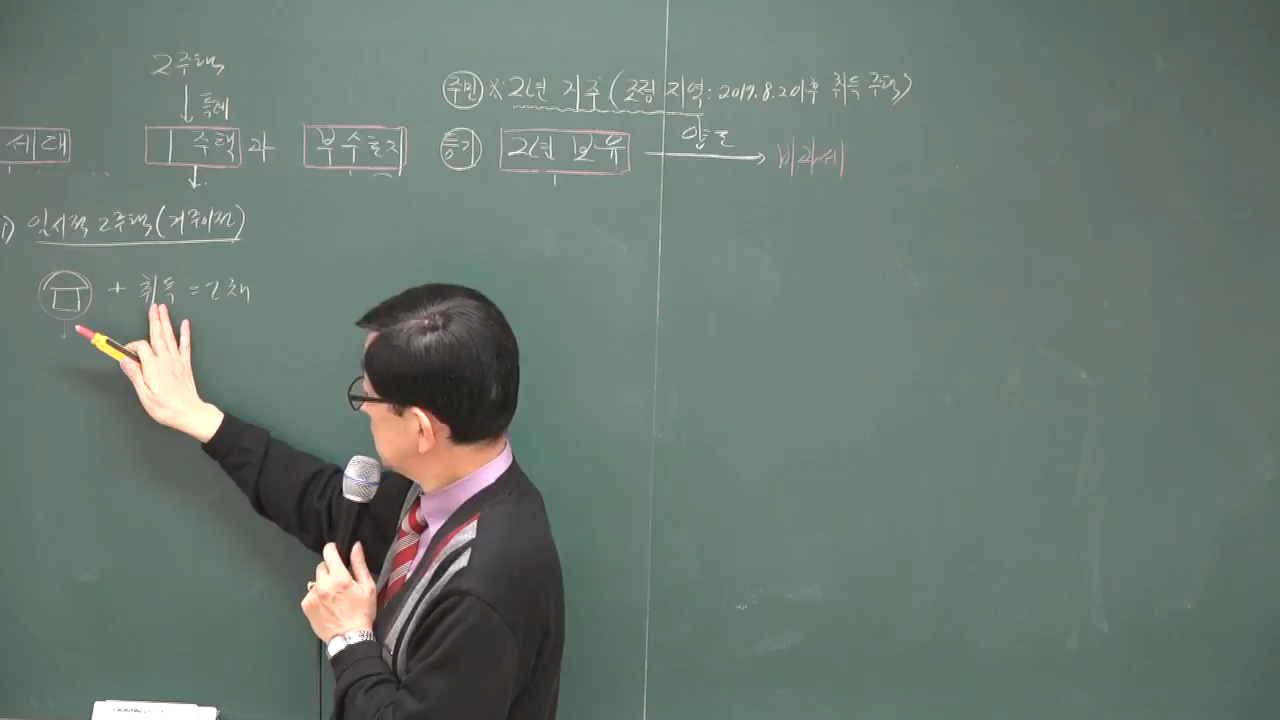 2주택
특례
세대 1 주택 과 부수토지
주민 ※ 2년 거주 (조정 지역 : 2017.8.2 이후 취득 주택)
등기 2년 보유 양도 비과세
1) 일시적 2주택 (거주이전)
+ 취득 = 2채